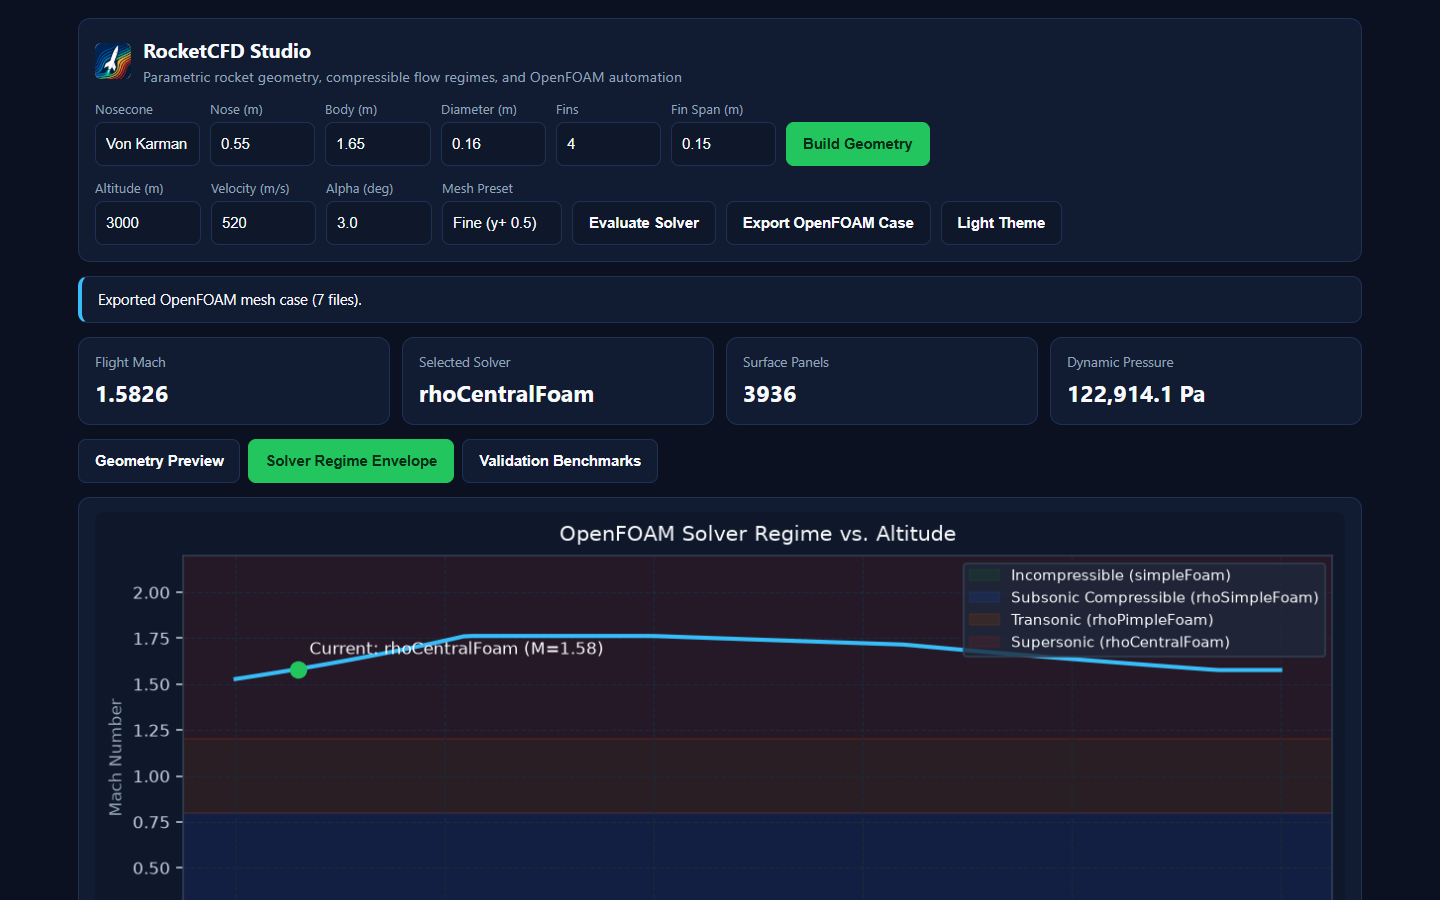 RocketCFD Studio
Parametric rocket geometry, compressible flow regimes, and OpenFOAM automation
Nosecone Nose (m) Body (m) Diameter (m) Fins Fin Span (m)
Von Karman 0.55 1.65 0.16 4 0.15 Build Geometry
Altitude (m) Velocity (m/s) Alpha (deg) Mesh Preset
3000 520 3.0 Fine (y+ 0.5) Evaluate Solver Export OpenFOAM Case Light Theme
Exported OpenFOAM mesh case (7 files).
Flight Mach Selected Solver Surface Panels Dynamic Pressure
1.5826 rhoCentralFoam 3936 122,914.1 Pa
Geometry Preview Solver Regime Envelope Validation Benchmarks
OpenFOAM Solver Regime vs. Altitude
Incompressible (simpleFoam)
Subsonic Compressible (rhoSimpleFoam)
Transonic (rhoPimpleFoam)
Supersonic (rhoCentralFoam)
Current: rhoCentralFoam (M=1.58)
Mach Number
2.00
1.75
1.50
1.25
1.00
0.75
0.50